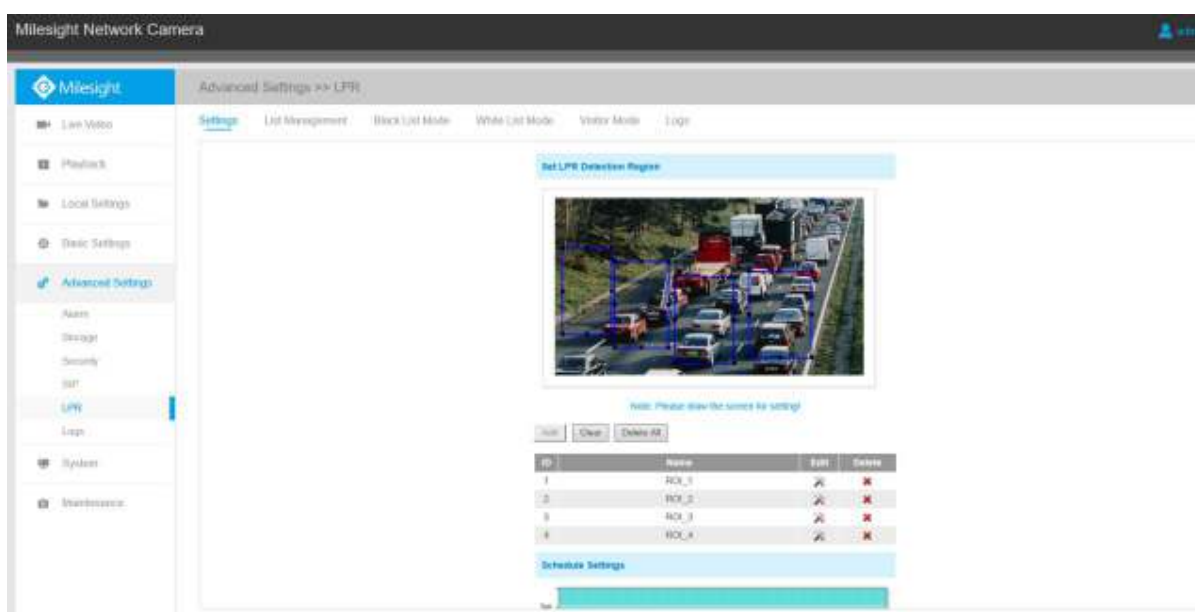 Milesight Network Camera
Milesight
Advanced Settings >> LPR
Settings List Management Black List Mode White List Mode Visitor Mode Logs
Live Video
Playback
Local Settings
Basic Settings
Advanced Settings
Alarm
Storage
Security
SIP
LPR
Logs
System
Maintenance
Set LPR Detection Region
Note: Please draw the screen for setting!
Add Clear Delete All
ID Name Edit Delete
1 ROI_1
2 ROI_2
3 ROI_3
4 ROI_4
Schedule Settings
Sun